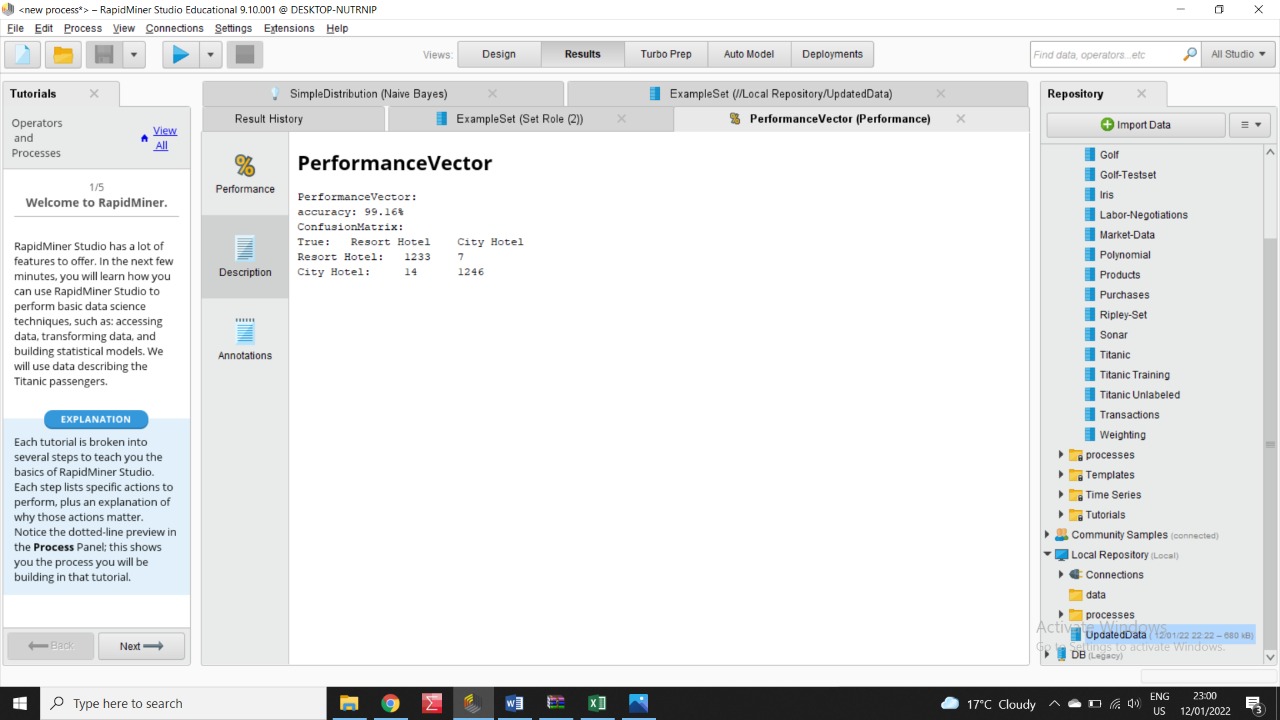 <new process*> – RapidMiner Studio Educational 9.10.001 @ DESKTOP-NUTRNIP
File Edit Process View Connections Settings Extensions Help
Views: Design Results Turbo Prep Auto Model Deployments
Find data, operators...etc All Studio
Tutorials
Operators
and
Processes
View
All
1/5
Welcome to RapidMiner.
RapidMiner Studio has a lot of
features to offer. In the next few
minutes, you will learn how you
can use RapidMiner Studio to
perform basic data science
techniques, such as: accessing
data, transforming data, and
building statistical models. We
will use data describing the
Titanic passengers.
EXPLANATION
Each tutorial is broken into
several steps to teach you the
basics of RapidMiner Studio.
Each step lists specific actions to
perform, plus an explanation of
why those actions matter.
Notice the dotted-line preview in
the Process Panel; this shows
you the process you will be
building in that tutorial.
Back Next
SimpleDistribution (Naive Bayes) ExampleSet (//Local Repository/UpdatedData)
Result History ExampleSet (Set Role (2)) PerformanceVector (Performance)
%
Performance
Description
Annotations
PerformanceVector
PerformanceVector:
accuracy: 99.16%
ConfusionMatrix:
True: Resort Hotel City Hotel
Resort Hotel: 1233 7
City Hotel: 14 1246
Repository
Import Data
Golf
Golf-Testset
Iris
Labor-Negotiations
Market-Data
Polynomial
Products
Purchases
Ripley-Set
Sonar
Titanic
Titanic Training
Titanic Unlabeled
Transactions
Weighting
processes
Templates
Time Series
Tutorials
Community Samples (connected)
Local Repository (Local)
Connections
data
processes
Activate Windows
UpdatedData (12/01/22 22:22 – 680 kB)
Go to Settings to activate Windows.
DB (Legacy)
Type here to search
17°C Cloudy
ENG
US
23:00
12/01/2022
3